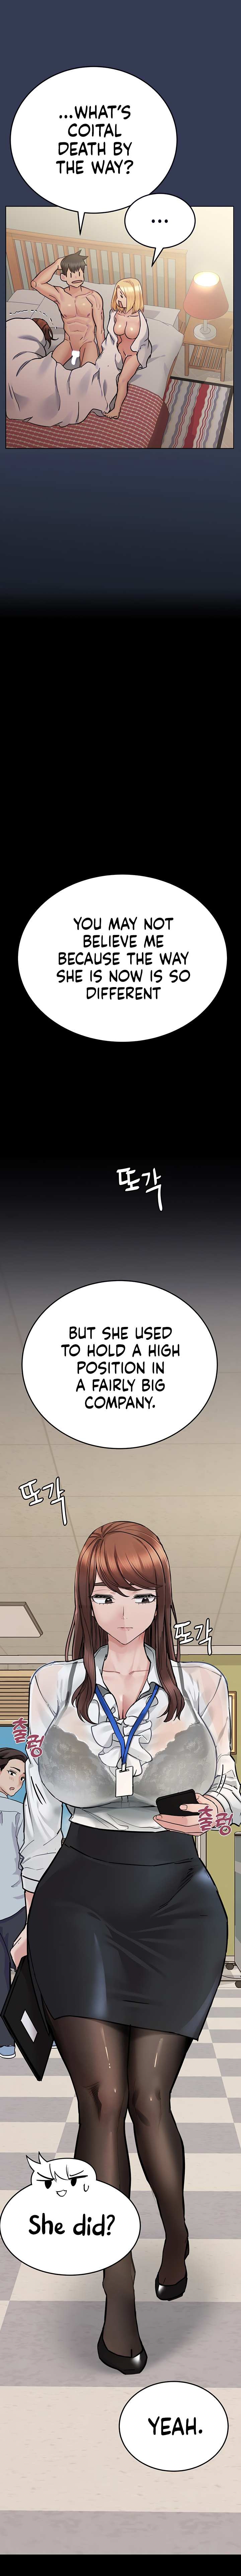 ...WHAT'S
COITAL
DEATH BY
THE WAY?
...
YOU MAY NOT
BELIEVE ME
BECAUSE THE WAY
SHE IS NOW IS SO
DIFFERENT
또각
BUT SHE USED
TO HOLD A HIGH
POSITION IN
A FAIRLY BIG
COMPANY.
또각
또각
출렁
출렁
She did?
YEAH.